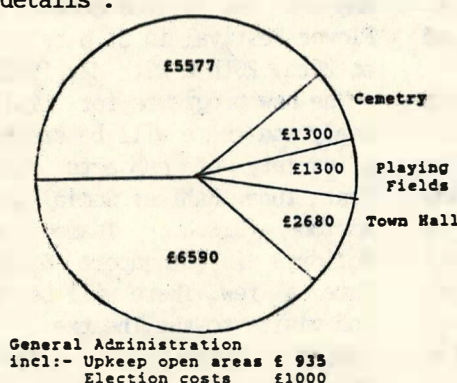 details .
£5577
Cemetry
£1300
£1300
Playing
Fields
£2680
Town Hall
£6590
General Administration
incl:- Upkeep open areas £ 935
Election costs £1000